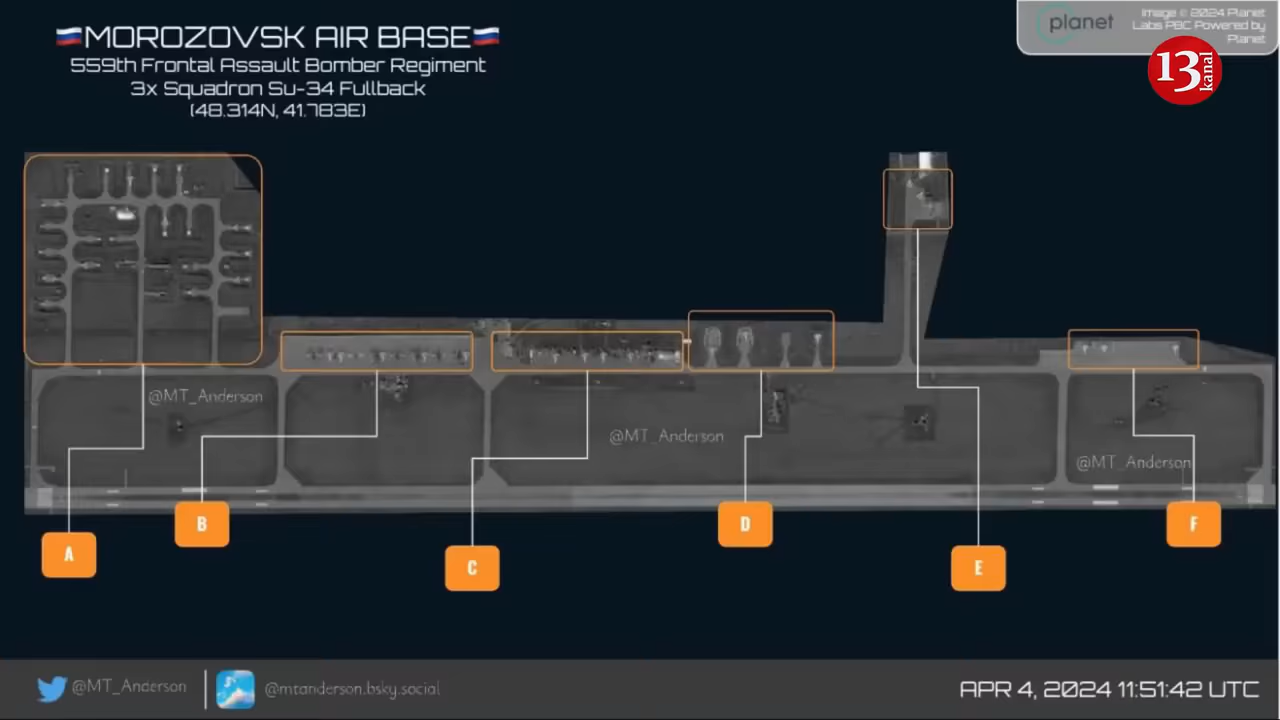 MOROZOVSK AIR BASE
559th Frontal Assault Bomber Regiment
3x Squadron Su-34 Fullback
(48.314N, 41.783E)
planet
Image © 2024 Planet
Labs PBC Powered by
Planet
13 kanal
@MT_Anderson
@MT_Anderson
@MT_Anderson
A
B
C
D
E
F
@MT_Anderson
@mtanderson.bsky.social
APR 4, 2024 11:51:42 UTC